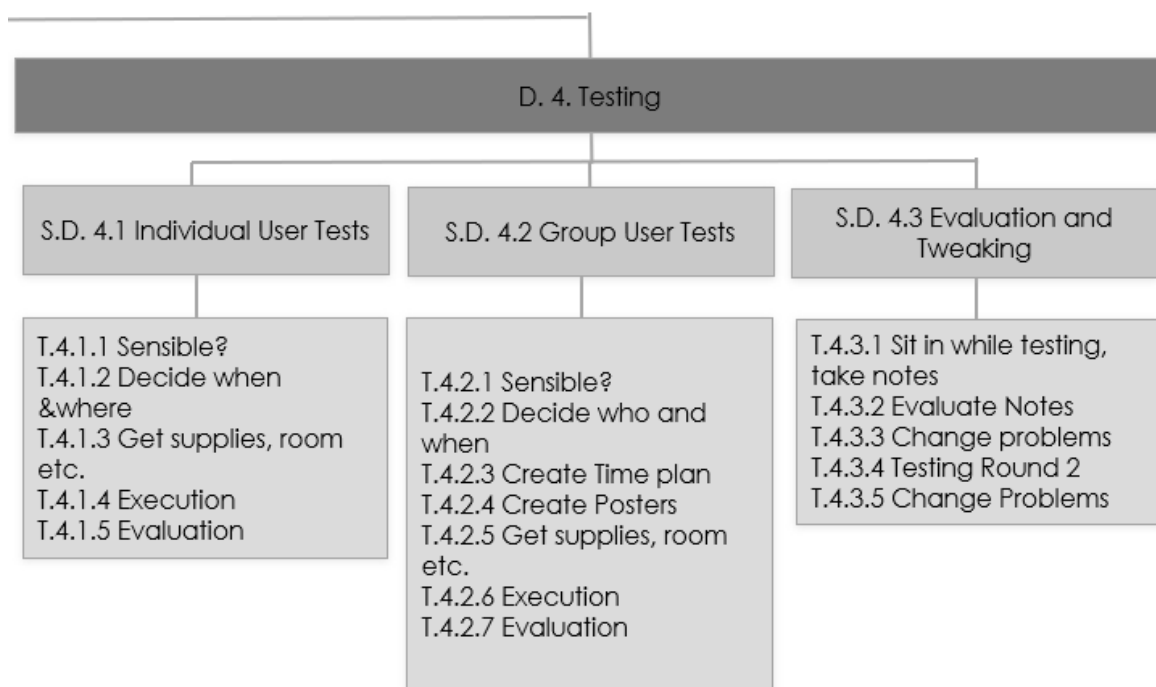 D. 4. Testing
S.D. 4.1 Individual User Tests
T.4.1.1 Sensible?
T.4.1.2 Decide when
&where
T.4.1.3 Get supplies, room
etc.
T.4.1.4 Execution
T.4.1.5 Evaluation
S.D. 4.2 Group User Tests
T.4.2.1 Sensible?
T.4.2.2 Decide who and
when
T.4.2.3 Create Time plan
T.4.2.4 Create Posters
T.4.2.5 Get supplies, room
etc.
T.4.2.6 Execution
T.4.2.7 Evaluation
S.D. 4.3 Evaluation and
Tweaking
T.4.3.1 Sit in while testing,
take notes
T.4.3.2 Evaluate Notes
T.4.3.3 Change problems
T.4.3.4 Testing Round 2
T.4.3.5 Change Problems